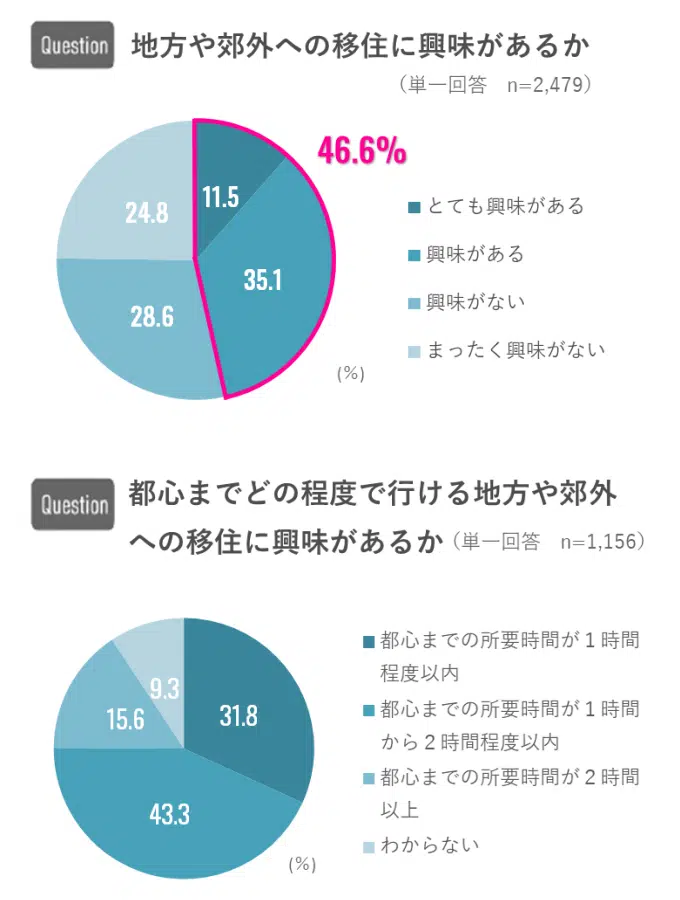 Question
地方や郊外への移住に興味があるか
（単一回答　n=2,479）
46.6%
11.5
24.8
35.1
28.6
(%)
とても興味がある
興味がある
興味がない
まったく興味がない
Question
都心までどの程度で行ける地方や郊外
への移住に興味があるか（単一回答　n=1,156）
9.3
31.8
15.6
43.3
(%)
都心までの所要時間が１時間
程度以内
都心までの所要時間が１時間
から２時間程度以内
都心までの所要時間が２時間
以上
わからない